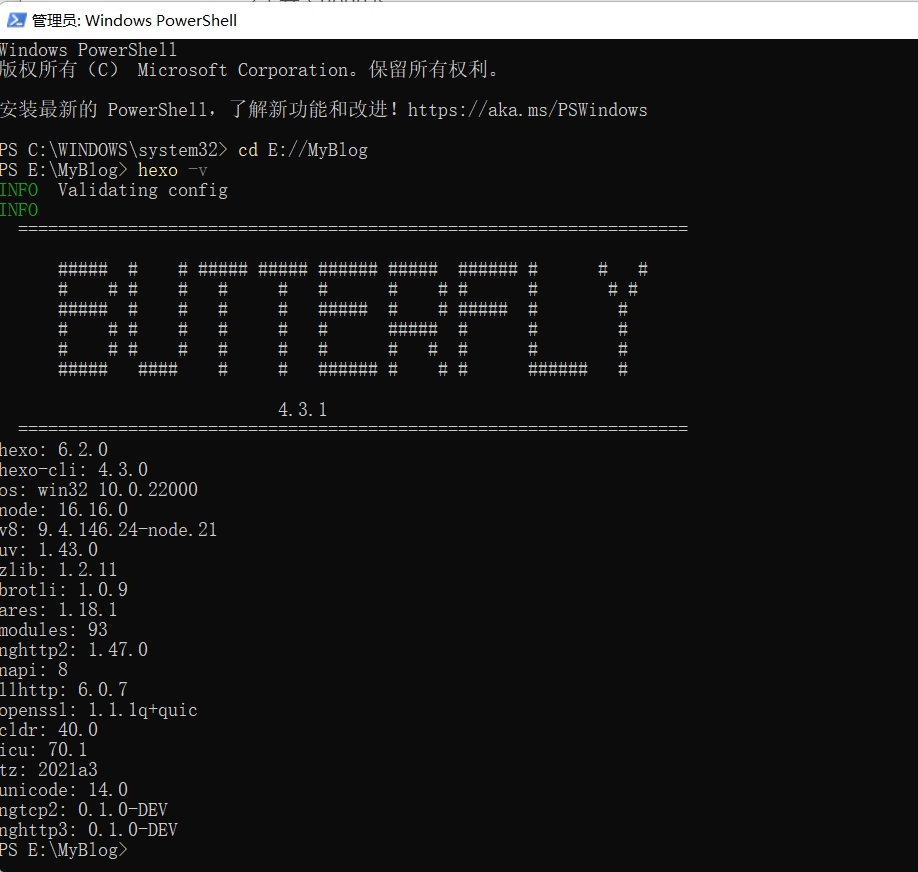 管理员: Windows PowerShell
Windows PowerShell
版权所有（C） Microsoft Corporation。保留所有权利。
安装最新的 PowerShell，了解新功能和改进！https://aka.ms/PSWindows
PS C:\WINDOWS\system32> cd E://MyBlog
PS E:\MyBlog> hexo -v
INFO  Validating config
INFO
===================================================================
BUTTERFLY
4.3.1
===================================================================
hexo: 6.2.0
hexo-cli: 4.3.0
os: win32 10.0.22000
node: 16.16.0
v8: 9.4.146.24-node.21
uv: 1.43.0
zlib: 1.2.11
brotli: 1.0.9
ares: 1.18.1
modules: 93
nghttp2: 1.47.0
napi: 8
llhttp: 6.0.7
openssl: 1.1.1q+quic
cldr: 40.0
icu: 70.1
tz: 2021a3
unicode: 14.0
ngtcp2: 0.1.0-DEV
nghttp3: 0.1.0-DEV
PS E:\MyBlog>